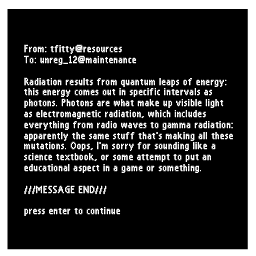 From: tfitty@resources
To: unreg_12@maintenance
Radiation results from quantum leaps of energy:
this energy comes out in specific intervals as
photons. Photons are what make up visible light
as electromagnetic radiation, which includes
everything from radio waves to gamma radiation:
apparently the same stuff that's making all these
mutations. Oops, I'm sorry for sounding like a
science textbook, or some attempt to put an
educational aspect in a game or something.
///MESSAGE END///
press enter to continue